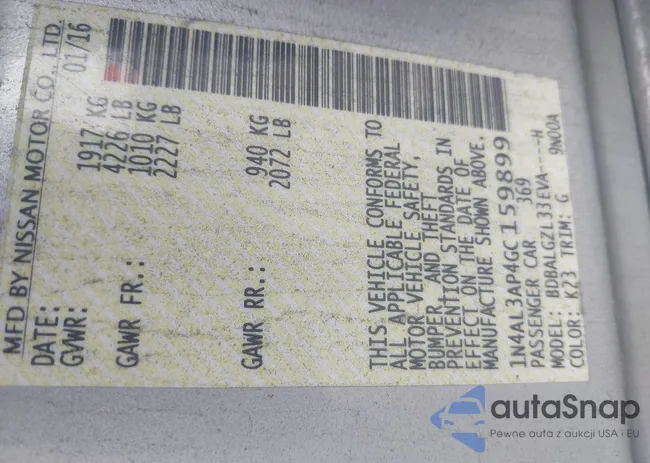 MFD BY NISSAN MOTOR CO., LTD.
DATE: 01/16
GVWR: 1917 KG
4226 LB
GAWR FR.: 1010 KG
2227 LB
GAWR RR.: 940 KG
2072 LB
THIS VEHICLE CONFORMS TO
ALL APPLICABLE FEDERAL
MOTOR VEHICLE SAFETY,
BUMPER, AND THEFT
PREVENTION STANDARDS IN
EFFECT ON THE DATE OF
MANUFACTURE SHOWN ABOVE.
1N4AL3AP4GC159899
PASSENGER CAR 369
MODEL: BDBALGZL33EVA----H
COLOR: K23 TRIM: G 9N00A
autaSnap
Pewne auta z aukcji USA i EU